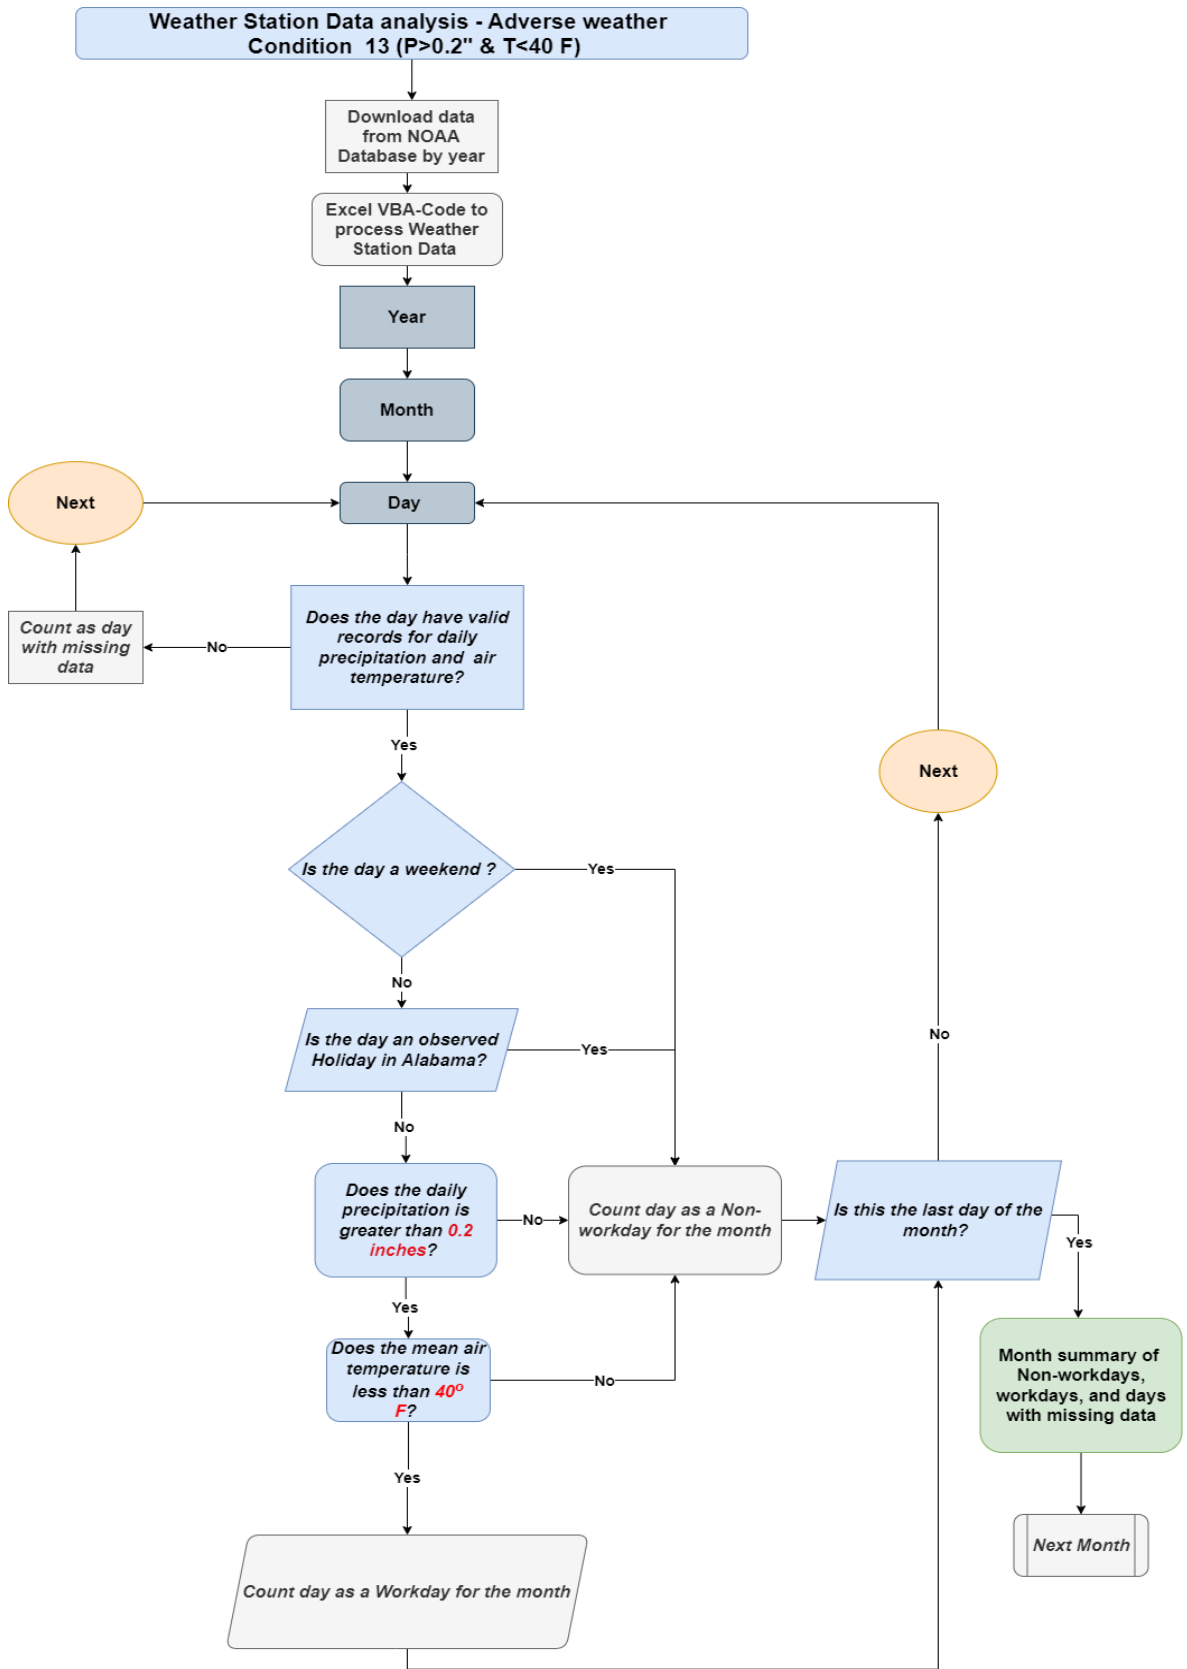 Weather Station Data analysis - Adverse weather
Condition 13 (P>0.2" & T<40 F)
Download data
from NOAA
Database by year
Excel VBA-Code to
process Weather
Station Data
Year
Month
Next
Day
Does the day have valid
records for daily
precipitation and air
temperature?
No
Count as day
with missing
data
Yes
Next
Is the day a weekend ?
Yes
No
Is the day an observed
Holiday in Alabama?
Yes
No
No
Does the daily
precipitation is
greater than 0.2
inches?
No
Count day as a Non-
workday for the month
Is this the last day of the
month?
Yes
Yes
Does the mean air
temperature is
less than 40º
F?
No
Month summary of
Non-workdays,
workdays, and days
with missing data
Yes
Next Month
Count day as a Workday for the month